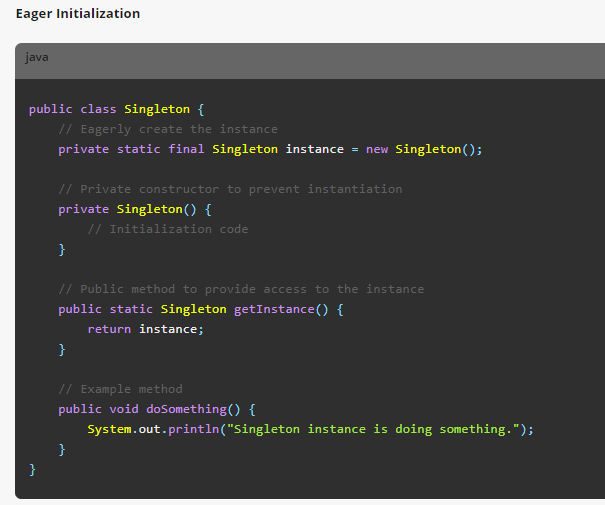 Eager Initialization
java
public class Singleton {
    // Eagerly create the instance
    private static final Singleton instance = new Singleton();
    // Private constructor to prevent instantiation
    private Singleton() {
        // Initialization code
    }
    // Public method to provide access to the instance
    public static Singleton getInstance() {
        return instance;
    }
    // Example method
    public void doSomething() {
        System.out.println("Singleton instance is doing something.");
    }
}